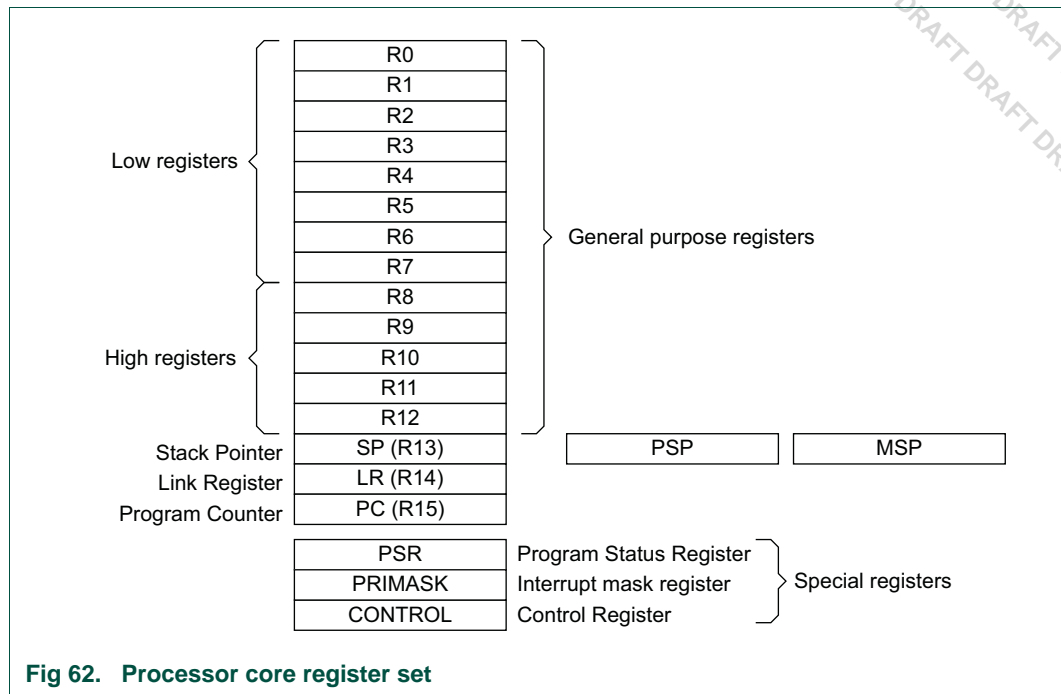 DRAFT DRAFT DRAFT
DRAFT
R0
R1
R2
R3
Low registers
R4
R5
R6
General purpose registers
R7
R8
R9
High registers
R10
R11
R12
Stack Pointer
SP (R13)
PSP
MSP
Link Register
LR (R14)
Program Counter
PC (R15)
PSR
Program Status Register
PRIMASK
Interrupt mask register
Special registers
CONTROL
Control Register
Fig 62. Processor core register set